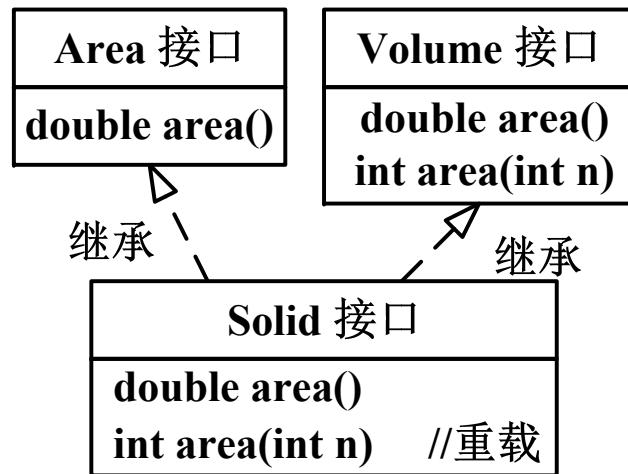 Area 接口
double area()
Volume 接口
double area()
int area(int n)
继承
继承
Solid 接口
double area()
int area(int n) //重载